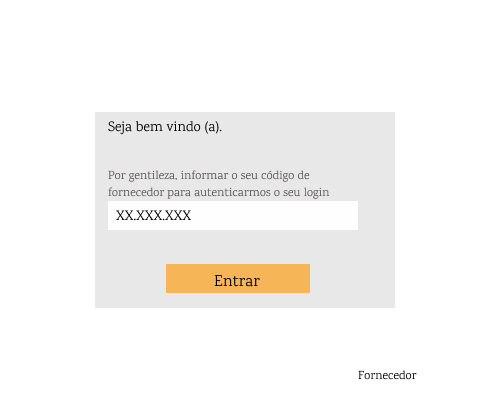 Seja bem vindo (a).
Por gentileza, informar o seu código de
fornecedor para autenticarmos o seu login
XX.XXX.XXX
Entrar
Fornecedor